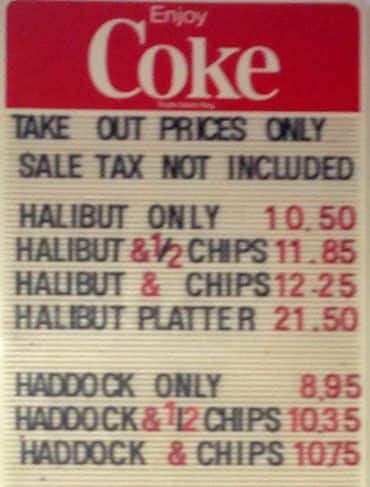 Enjoy
Coke
TAKE OUT PRICES ONLY
SALE TAX NOT INCLUDED
HALIBUT ONLY 10.50
HALIBUT & 1/2 CHIPS 11.85
HALIBUT & CHIPS 12-25
HALIBUT PLATTER 21.50
HADDOCK ONLY 8,95
HADDOCK & 1/2 CHIPS 10,35
HADDOCK & CHIPS 10,75